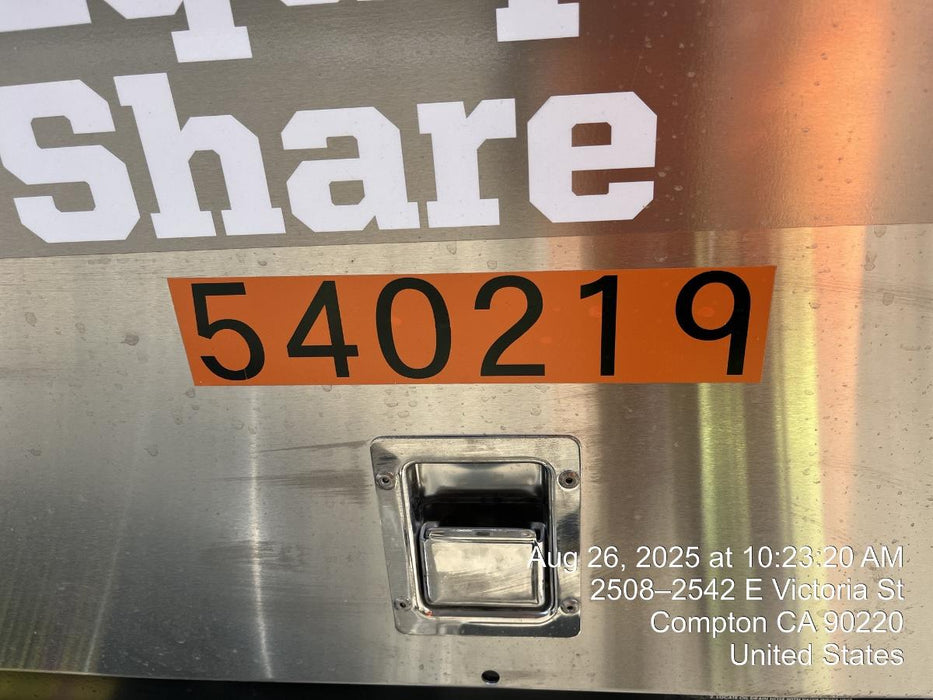 Share
540219
Aug 26, 2025 at 10:23:20 AM
2508–2542 E Victoria St
Compton CA 90220
United States